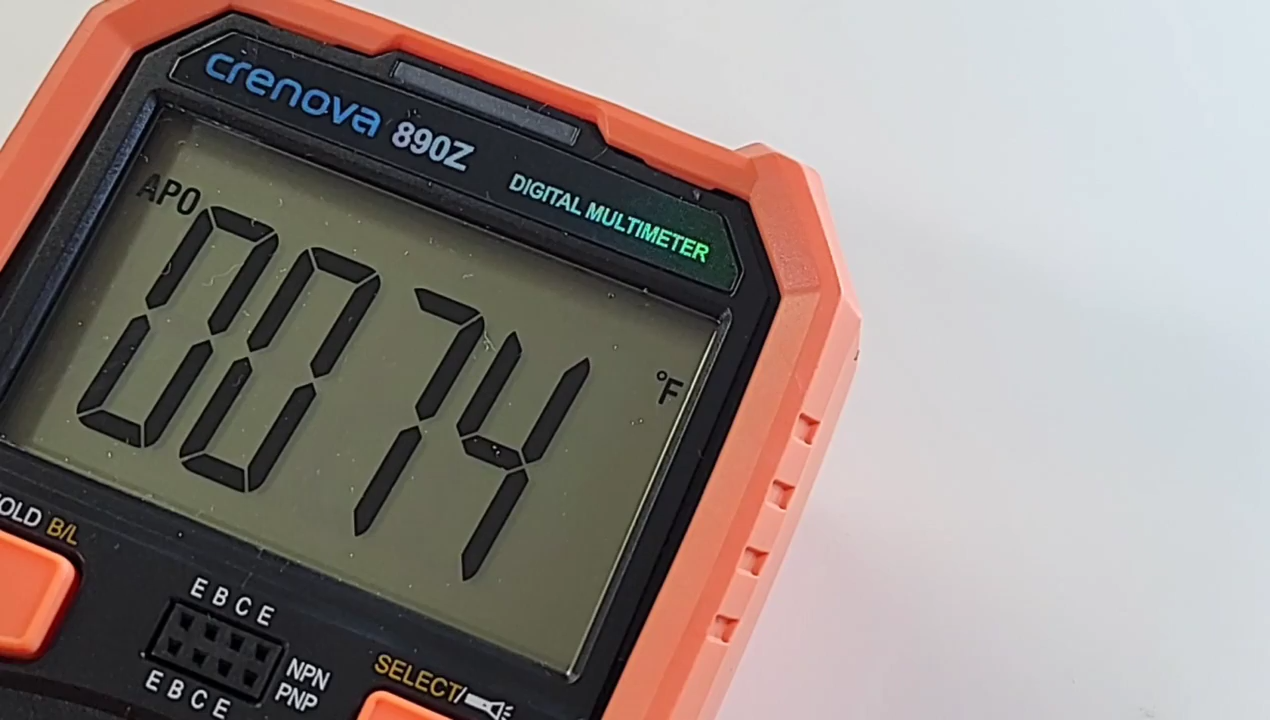 crenova 890Z
DIGITAL MULTIMETER
APO
0074 °F
HOLD B/L
E B C E
NPN
E B C E PNP
SELECT/